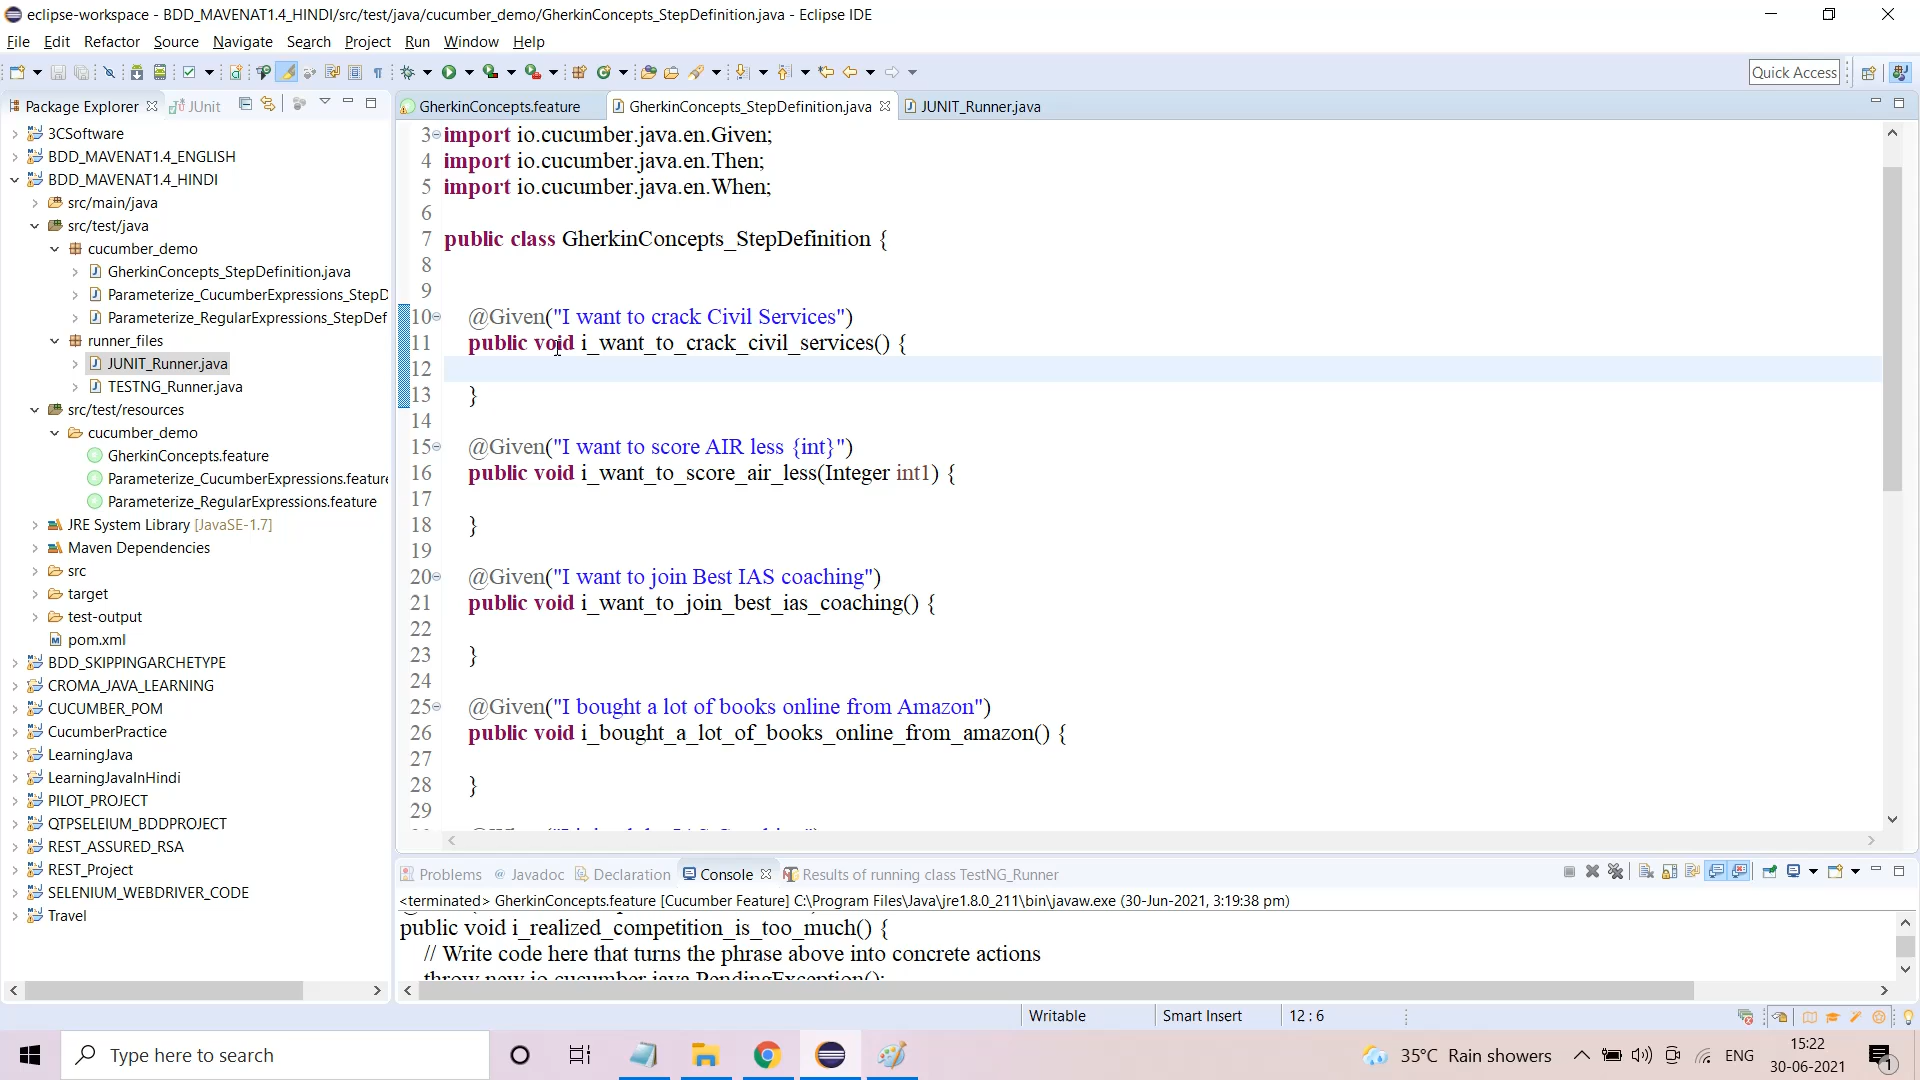 eclipse-workspace - BDD_MAVENAT1.4_HINDI/src/test/java/cucumber_demo/GherkinConcepts_StepDefinition.java - Eclipse IDE
File Edit Refactor Source Navigate Search Project Run Window Help
Quick Access
Package Explorer JUnit
GherkinConcepts.feature GherkinConcepts_StepDefinition.java JUNIT_Runner.java
3CSoftware
BDD_MAVENAT1.4_ENGLISH
BDD_MAVENAT1.4_HINDI
src/main/java
src/test/java
cucumber_demo
GherkinConcepts_StepDefinition.java
Parameterize_CucumberExpressions_StepD
Parameterize_RegularExpressions_StepDef
runner_files
JUNIT_Runner.java
TESTNG_Runner.java
src/test/resources
cucumber_demo
GherkinConcepts.feature
Parameterize_CucumberExpressions.feature
Parameterize_RegularExpressions.feature
JRE System Library [JavaSE-1.7]
Maven Dependencies
src
target
test-output
pom.xml
BDD_SKIPPINGARCHETYPE
CROMA_JAVA_LEARNING
CUCUMBER_POM
CucumberPractice
LearningJava
LearningJavaInHindi
PILOT_PROJECT
QTPSELEIUM_BDDPROJECT
REST_ASSURED_RSA
REST_Project
SELENIUM_WEBDRIVER_CODE
Travel
3 import io.cucumber.java.en.Given;
4 import io.cucumber.java.en.Then;
5 import io.cucumber.java.en.When;
6
7 public class GherkinConcepts_StepDefinition {
8
9
10 @Given("I want to crack Civil Services")
11 public void i_want_to_crack_civil_services() {
12
13 }
14
15 @Given("I want to score AIR less {int}")
16 public void i_want_to_score_air_less(Integer int1) {
17
18 }
19
20 @Given("I want to join Best IAS coaching")
21 public void i_want_to_join_best_ias_coaching() {
22
23 }
24
25 @Given("I bought a lot of books online from Amazon")
26 public void i_bought_a_lot_of_books_online_from_amazon() {
27
28 }
29
Problems Javadoc Declaration Console Results of running class TestNG_Runner
<terminated> GherkinConcepts.feature [Cucumber Feature] C:\Program Files\Java\jre1.8.0_211\bin\javaw.exe (30-Jun-2021, 3:19:38 pm)
public void i_realized_competition_is_too_much() {
// Write code here that turns the phrase above into concrete actions
throw new io.cucumber.java.PendingException();
Writable Smart Insert 12 : 6
Type here to search
35°C Rain showers ENG
15:22
30-06-2021
1